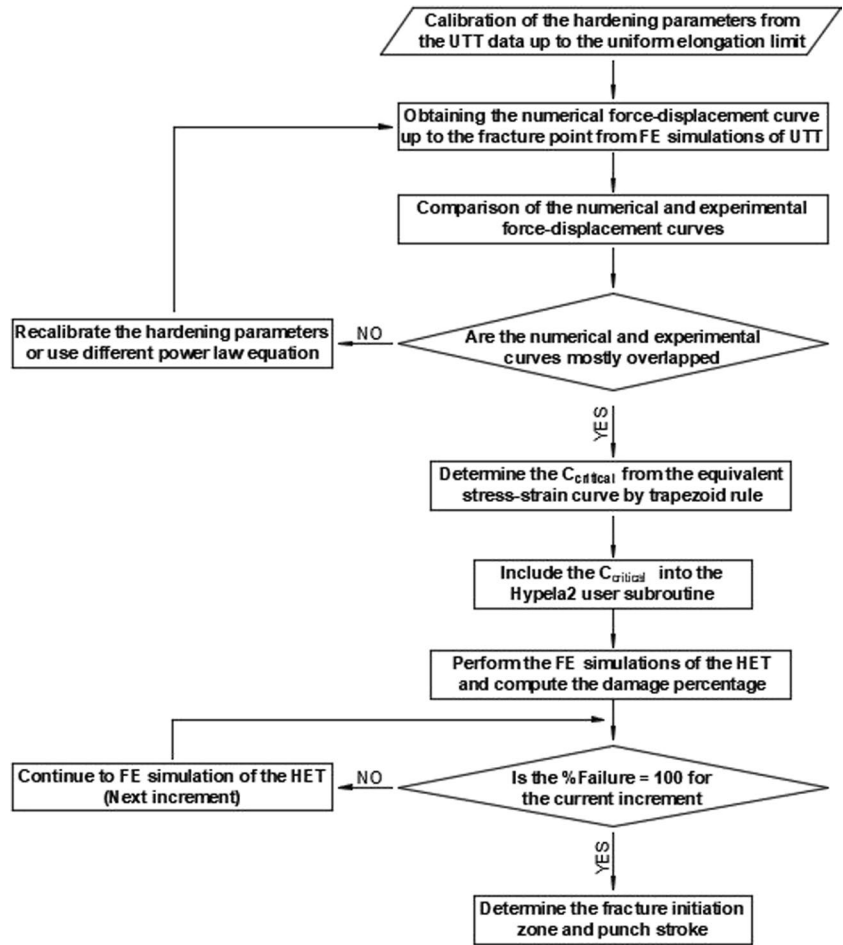 Calibration of the hardening parameters from
the UTT data up to the uniform elongation limit
Obtaining the numerical force-displacement curve
up to the fracture point from FE simulations of UTT
Comparison of the numerical and experimental
force-displacement curves
Are the numerical and experimental
curves mostly overlapped
NO
Recalibrate the hardening parameters
or use different power law equation
YES
Determine the Ccritical from the equivalent
stress-strain curve by trapezoid rule
Include the Ccritical into the
Hypela2 user subroutine
Perform the FE simulations of the HET
and compute the damage percentage
Is the %Failure = 100 for
the current increment
NO
Continue to FE simulation of the HET
(Next increment)
YES
Determine the fracture initiation
zone and punch stroke